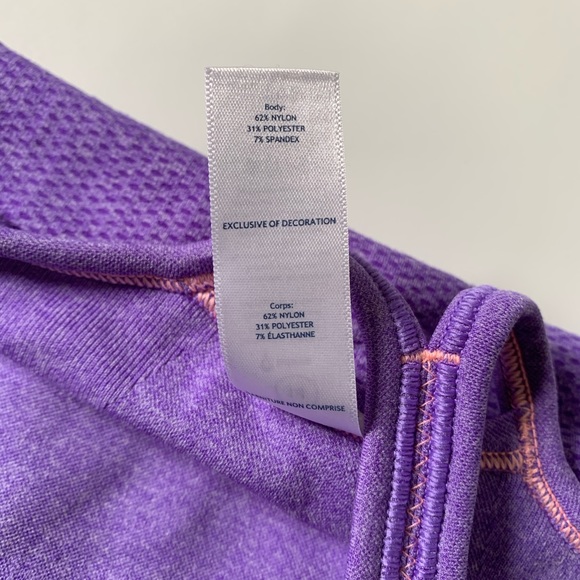 Body:
62% NYLON
31% POLYESTER
7% SPANDEX
EXCLUSIVE OF DECORATION
Corps:
62% NYLON
31% POLYESTER
7% ÉLASTHANNE
NON COMPRISE